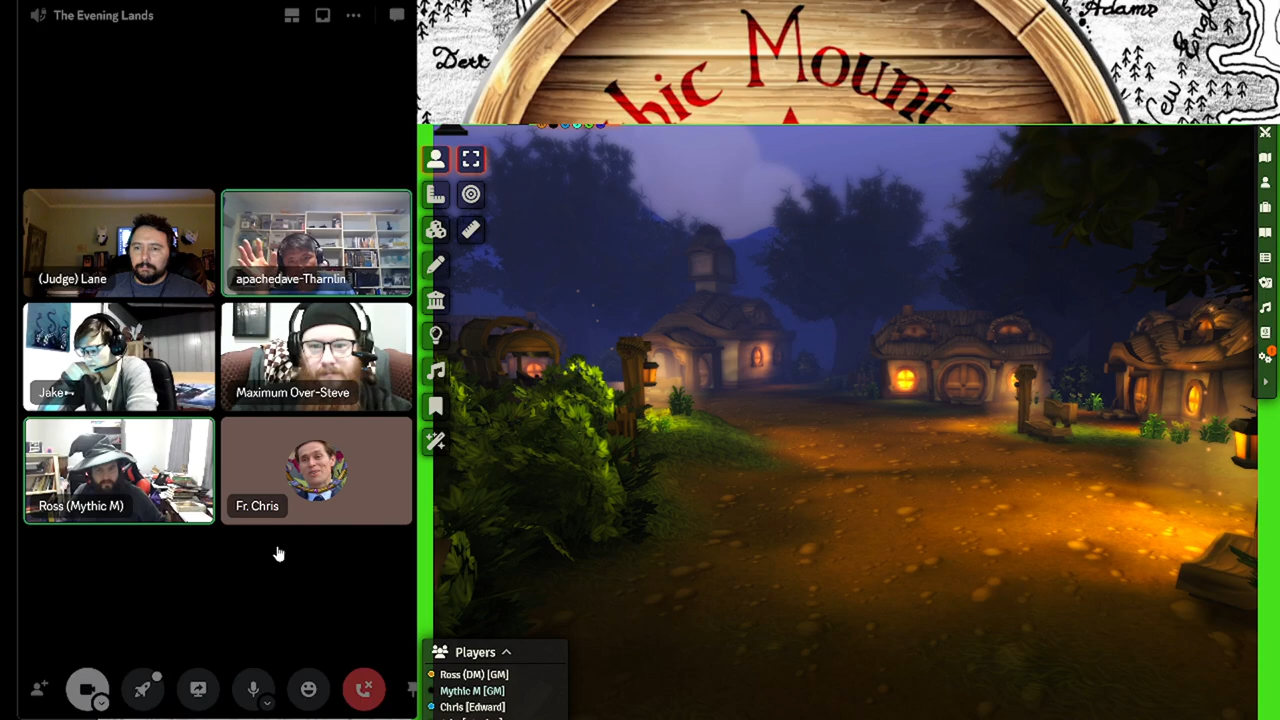 The Evening Lands
Dert
hic Mount
Adams
(Judge) Lane
apachedave-Tharnlin
Jake
Maximum Over-Steve
Ross (Mythic M)
Fr. Chris
Players
Ross (DM) [GM]
Mythic M [GM]
Chris [Edward]